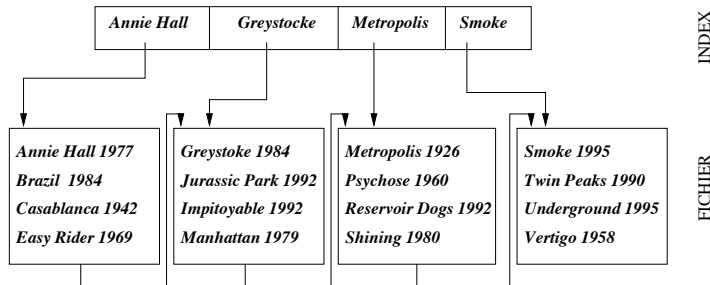 Annie Hall Greystocke Metropolis Smoke
INDEX
Annie Hall 1977
Brazil 1984
Casablanca 1942
Easy Rider 1969
Greystoke 1984
Jurassic Park 1992
Impitoyable 1992
Manhattan 1979
Metropolis 1926
Psychose 1960
Reservoir Dogs 1992
Shining 1980
Smoke 1995
Twin Peaks 1990
Underground 1995
Vertigo 1958
FICHIER